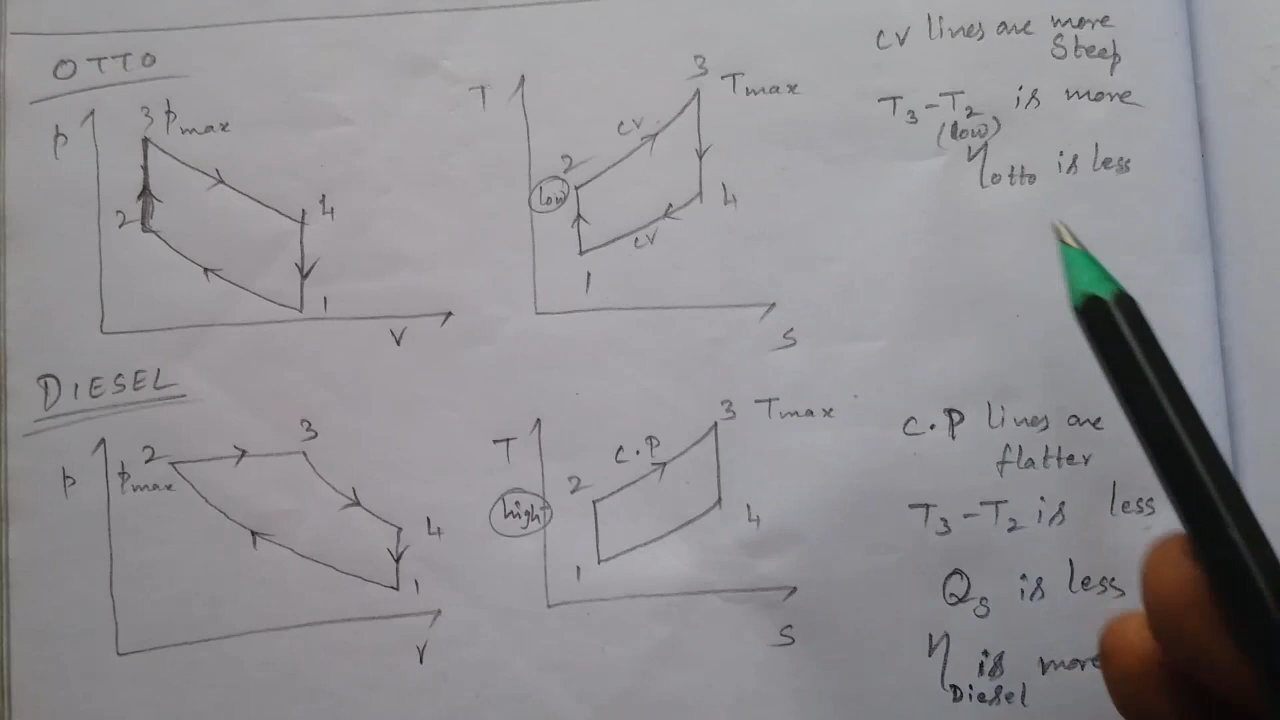 OTTO
p
3 pmax
2
4
1
V
T
3 Tmax
cv
2
low
4
cv
1
S
cv lines are more
Steep
T3-T2 is more
(low)
ηotto is less
DIESEL
p
2
3
pmax
4
1
V
T
3 Tmax
C.P
2
high
4
1
S
C.P lines are
flatter
T3-T2 is less
Qs is less
η is more
Diesel